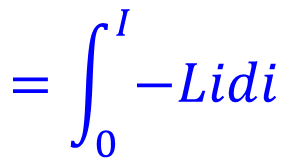 = ∫₀ᴵ −Lidi